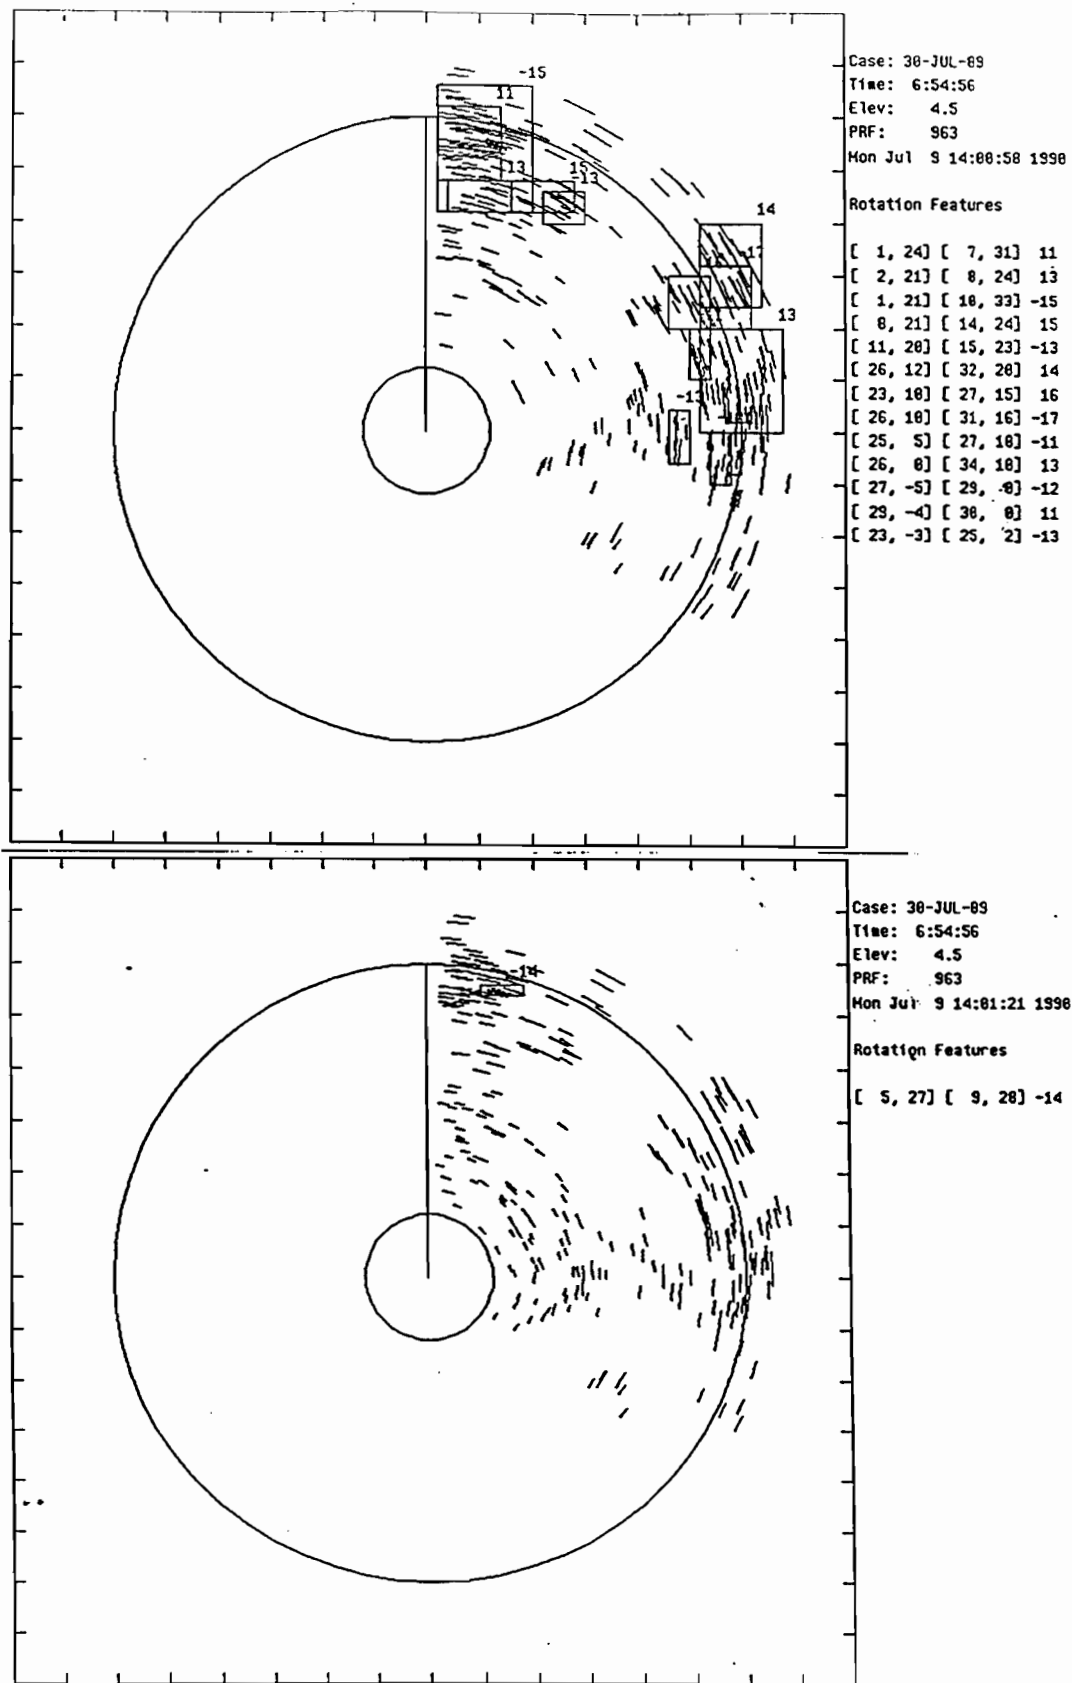 -15
11
13
15
-13
14
-17
13
-13
Case: 30-JUL-89
Time: 6:54:56
Elev: 4.5
PRF: 963
Mon Jul 9 14:00:58 1990
Rotation Features
[ 1, 24] [ 7, 31] 11
[ 2, 21] [ 8, 24] 13
[ 1, 21] [ 10, 33] -15
[ 8, 21] [ 14, 24] 15
[ 11, 20] [ 15, 23] -13
[ 26, 12] [ 32, 20] 14
[ 23, 10] [ 27, 15] 16
[ 26, 10] [ 31, 16] -17
[ 25, 5] [ 27, 10] -11
[ 26, 0] [ 34, 10] 13
[ 27, -5] [ 29, 0] -12
[ 29, -4] [ 30, 0] 11
[ 23, -3] [ 25, 2] -13
-14
Case: 30-JUL-89
Time: 6:54:56
Elev: 4.5
PRF: 963
Mon Jul 9 14:01:21 1990
Rotation Features
[ 5, 27] [ 9, 28] -14